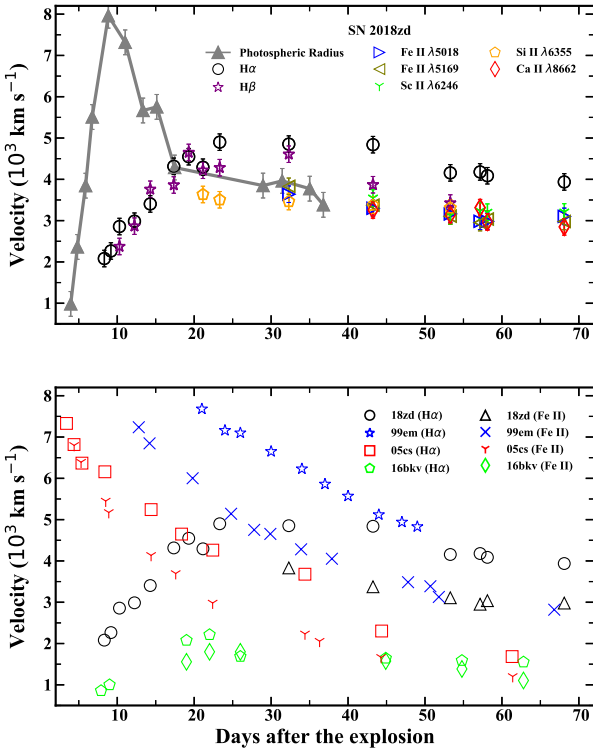 SN 2018zd
Photospheric Radius
Hα
Hβ
Fe II λ5018
Fe II λ5169
Sc II λ6246
Si II λ6355
Ca II λ8662
Velocity (10³ km s⁻¹)
8
7
6
5
4
3
2
1
10 20 30 40 50 60 70
18zd (Hα)
99em (Hα)
05cs (Hα)
16bkv (Hα)
18zd (Fe II)
99em (Fe II)
05cs (Fe II)
16bkv (Fe II)
Velocity (10³ km s⁻¹)
8
7
6
5
4
3
2
1
10 20 30 40 50 60 70
Days after the explosion